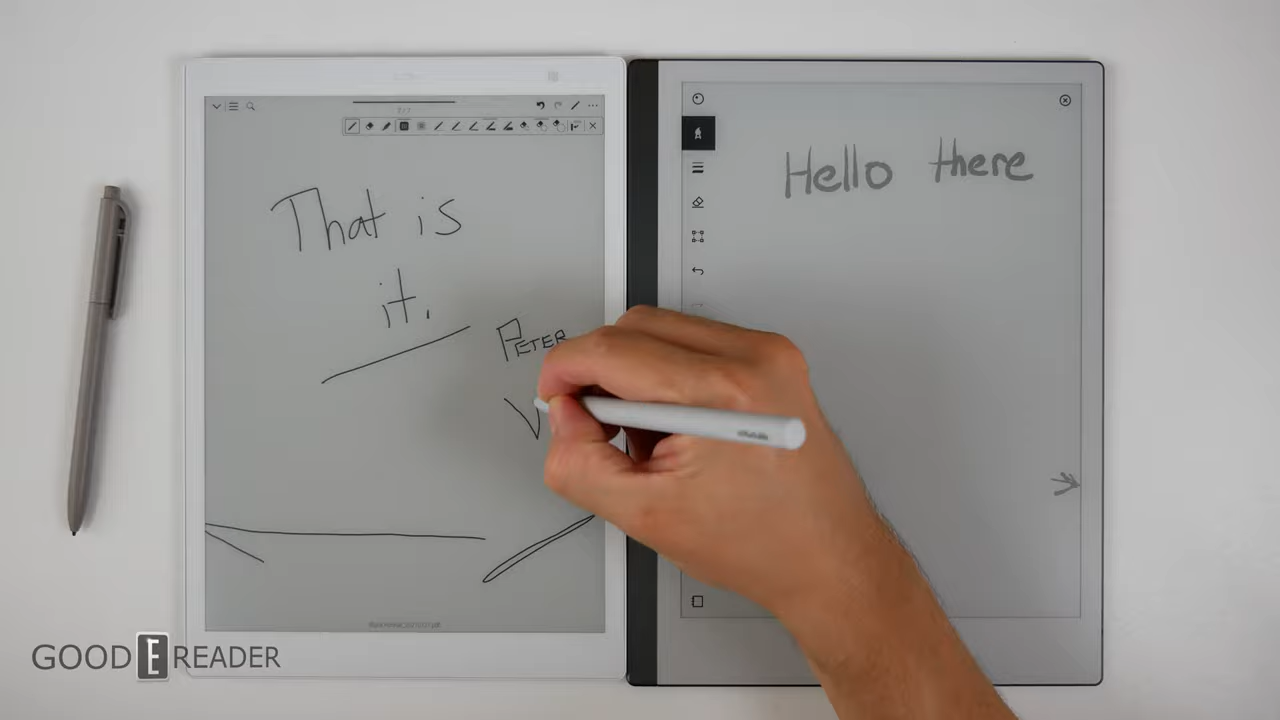 That is
it.
PETER
V
Hello there
GOOD E READER